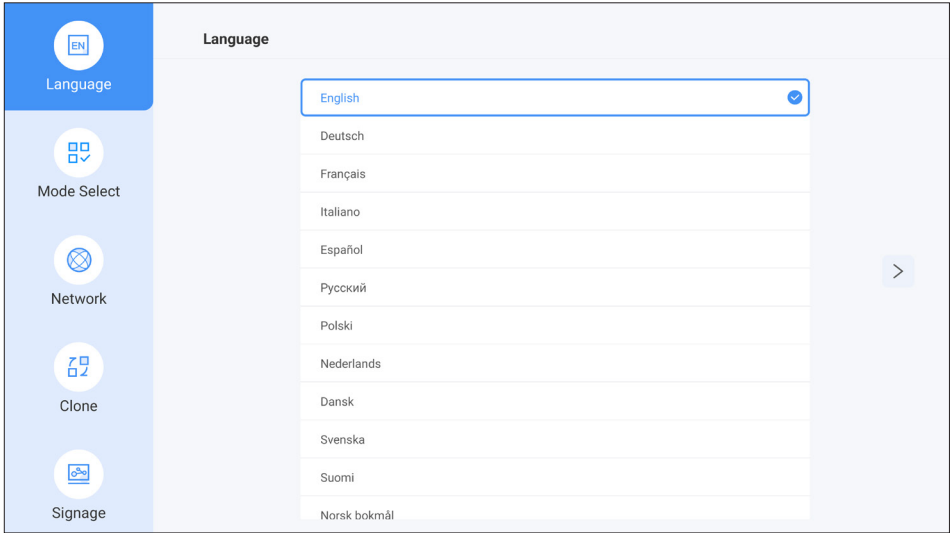 EN
Language
Mode Select
Network
Clone
Signage
Language
English
Deutsch
Français
Italiano
Español
Русский
Polski
Nederlands
Dansk
Svenska
Suomi
Norsk bokmål